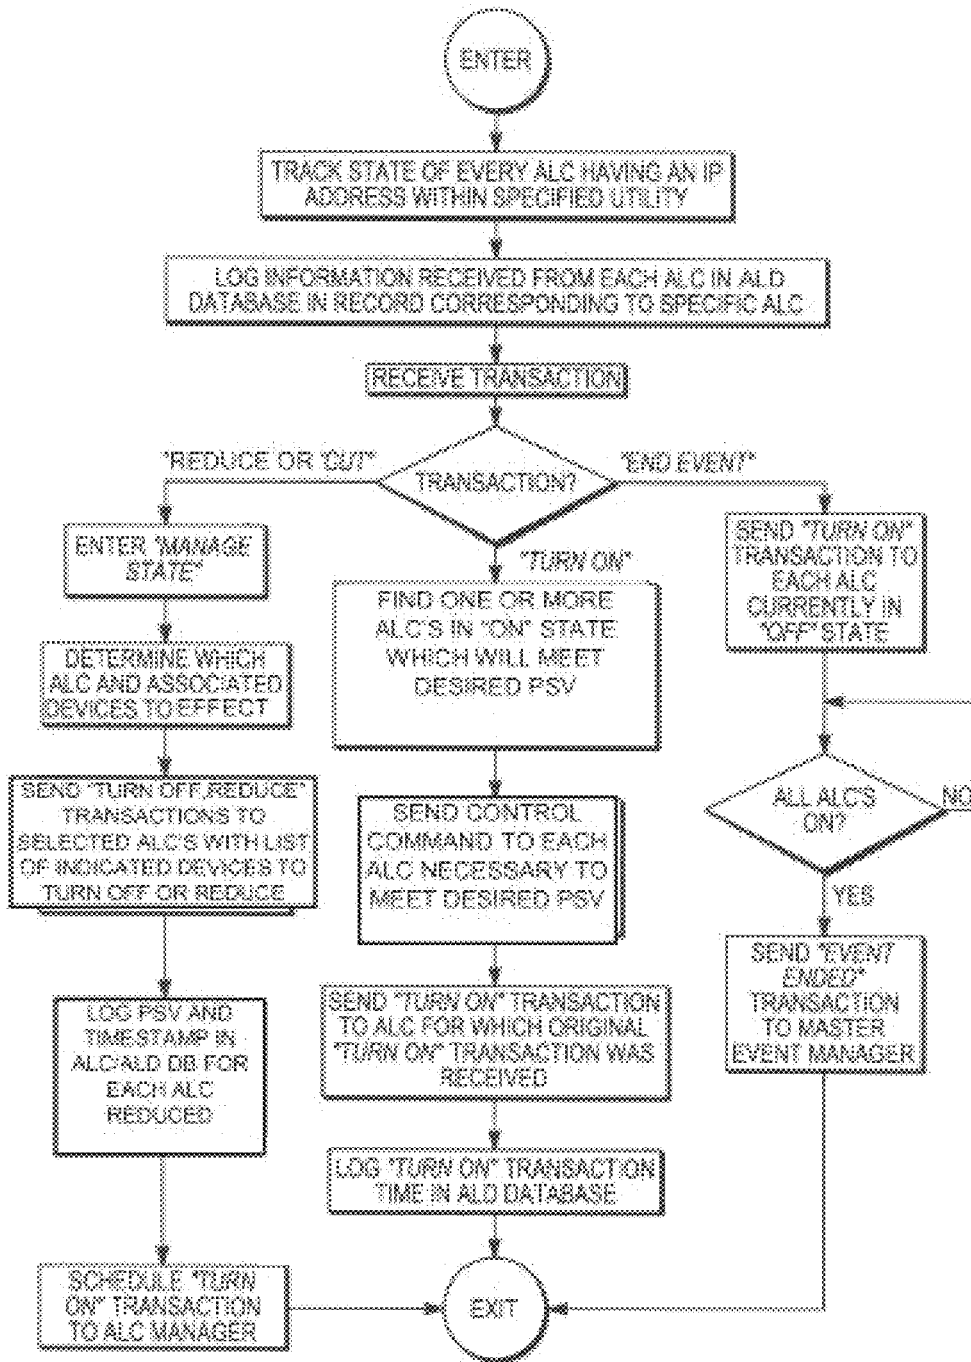 ENTER
TRACK STATE OF EVERY ALC HAVING AN IP
ADDRESS WITHIN SPECIFIED UTILITY
LOG INFORMATION RECEIVED FROM EACH ALC IN ALD
DATABASE IN RECORD CORRESPONDING TO SPECIFIC ALC
RECEIVE TRANSACTION
TRANSACTION?
"REDUCE OR "CUT"
ENTER "MANAGE
STATE"
DETERMINE WHICH
ALC AND ASSOCIATED
DEVICES TO EFFECT
SEND "TURN OFF,REDUCE"
TRANSACTIONS TO
SELECTED ALC'S WITH LIST
OF INDICATED DEVICES TO
TURN OFF OR REDUCE
LOG PSV AND
TIMESTAMP IN
ALC/ALD DB FOR
EACH ALC
REDUCED
SCHEDULE "TURN
ON" TRANSACTION
TO ALC MANAGER
"TURN ON"
FIND ONE OR MORE
ALC'S IN "ON" STATE
WHICH WILL MEET
DESIRED PSV
SEND CONTROL
COMMAND TO EACH
ALC NECESSARY TO
MEET DESIRED PSV
SEND "TURN ON" TRANSACTION
TO ALC FOR WHICH ORIGINAL
"TURN ON" TRANSACTION WAS
RECEIVED
LOG "TURN ON" TRANSACTION
TIME IN ALD DATABASE
"END EVENT"
SEND "TURN ON"
TRANSACTION TO
EACH ALC
CURRENTLY IN
"OFF" STATE
ALL ALC'S
ON?
NO
YES
SEND "EVENT
ENDED"
TRANSACTION
TO MASTER
EVENT MANAGER
EXIT